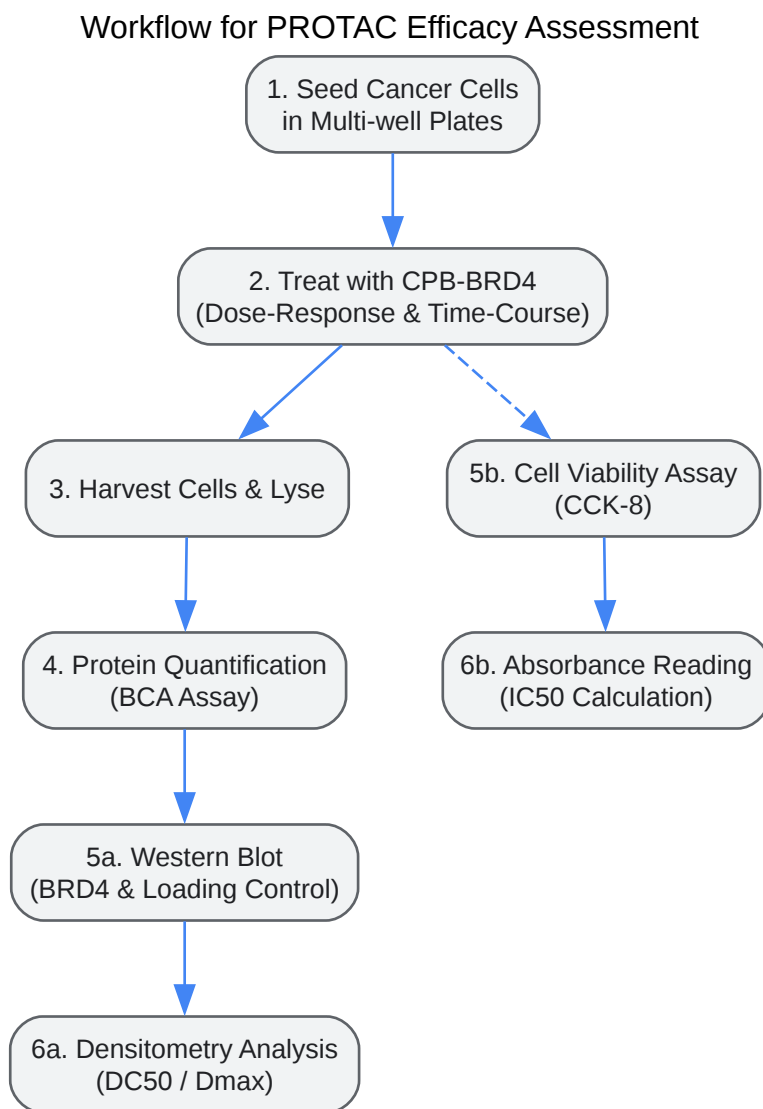 Workflow for PROTAC Efficacy Assessment
1. Seed Cancer Cells
in Multi-well Plates
2. Treat with CPB-BRD4
(Dose-Response & Time-Course)
3. Harvest Cells & Lyse
5b. Cell Viability Assay
(CCK-8)
4. Protein Quantification
(BCA Assay)
6b. Absorbance Reading
(IC50 Calculation)
5a. Western Blot
(BRD4 & Loading Control)
6a. Densitometry Analysis
(DC50 / Dmax)